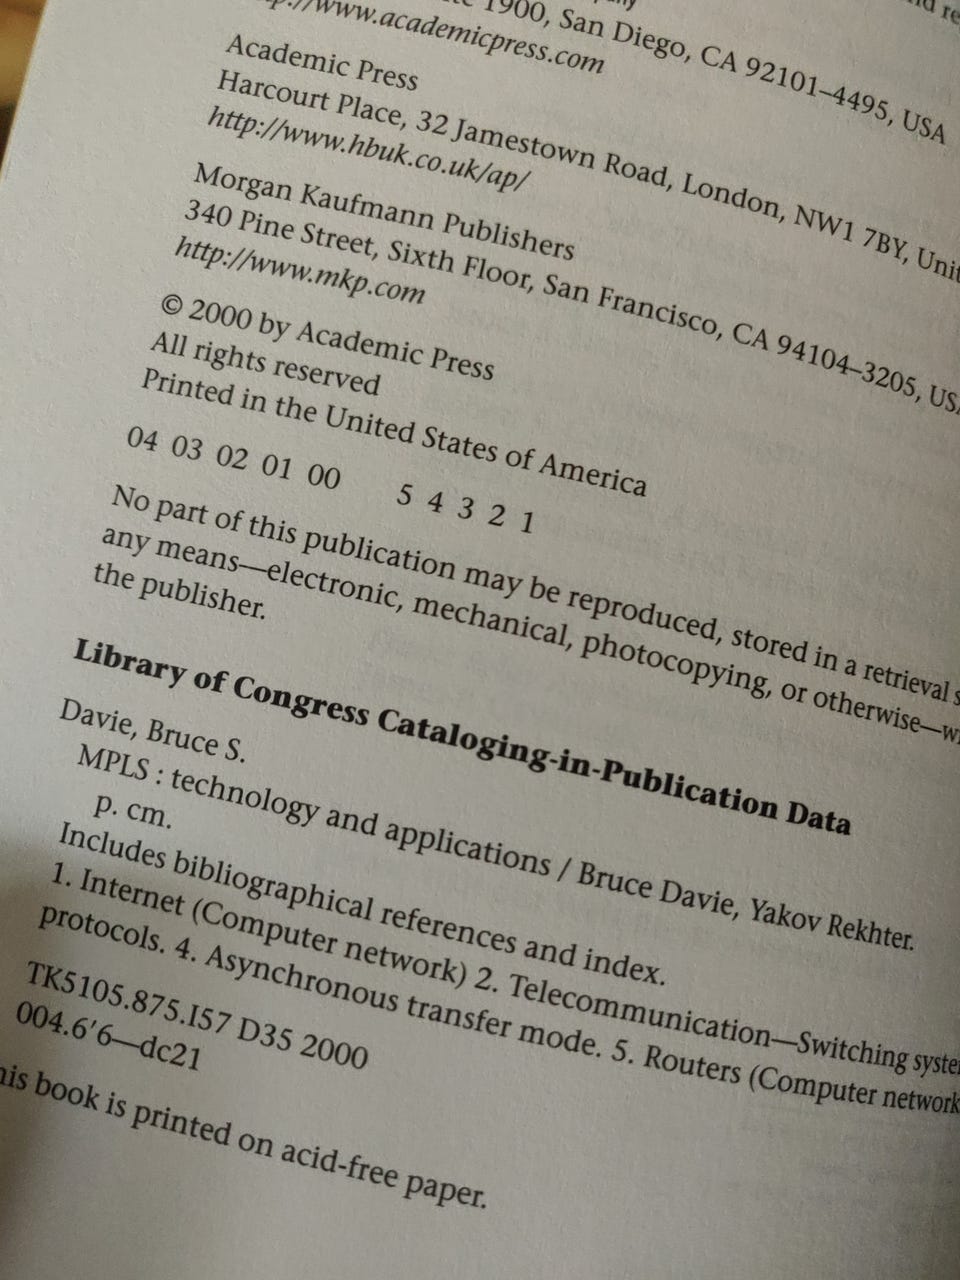 1900, San Diego, CA 92101–4495, USA
http://www.academicpress.com
Academic Press
Harcourt Place, 32 Jamestown Road, London, NW1 7BY,
http://www.hbuk.co.uk/ap/
Morgan Kaufmann Publishers
340 Pine Street, Sixth Floor, San Francisco, CA 94104–3205,
http://www.mkp.com
© 2000 by Academic Press
All rights reserved
Printed in the United States of America
04 03 02 01 00 5 4 3 2 1
No part of this publication may be reproduced, stored in a retrieval
any means—electronic, mechanical, photocopying, or otherwise—
the publisher.
Library of Congress Cataloging-in-Publication Data
Davie, Bruce S.
MPLS : technology and applications / Bruce Davie, Yakov Rekhter.
p. cm.
Includes bibliographical references and index.
1. Internet (Computer network) 2. Telecommunication—Switching
protocols. 4. Asynchronous transfer mode. 5. Routers (Computer network
TK5105.875.I57 D35 2000
004.6'6—dc21
his book is printed on acid-free paper.